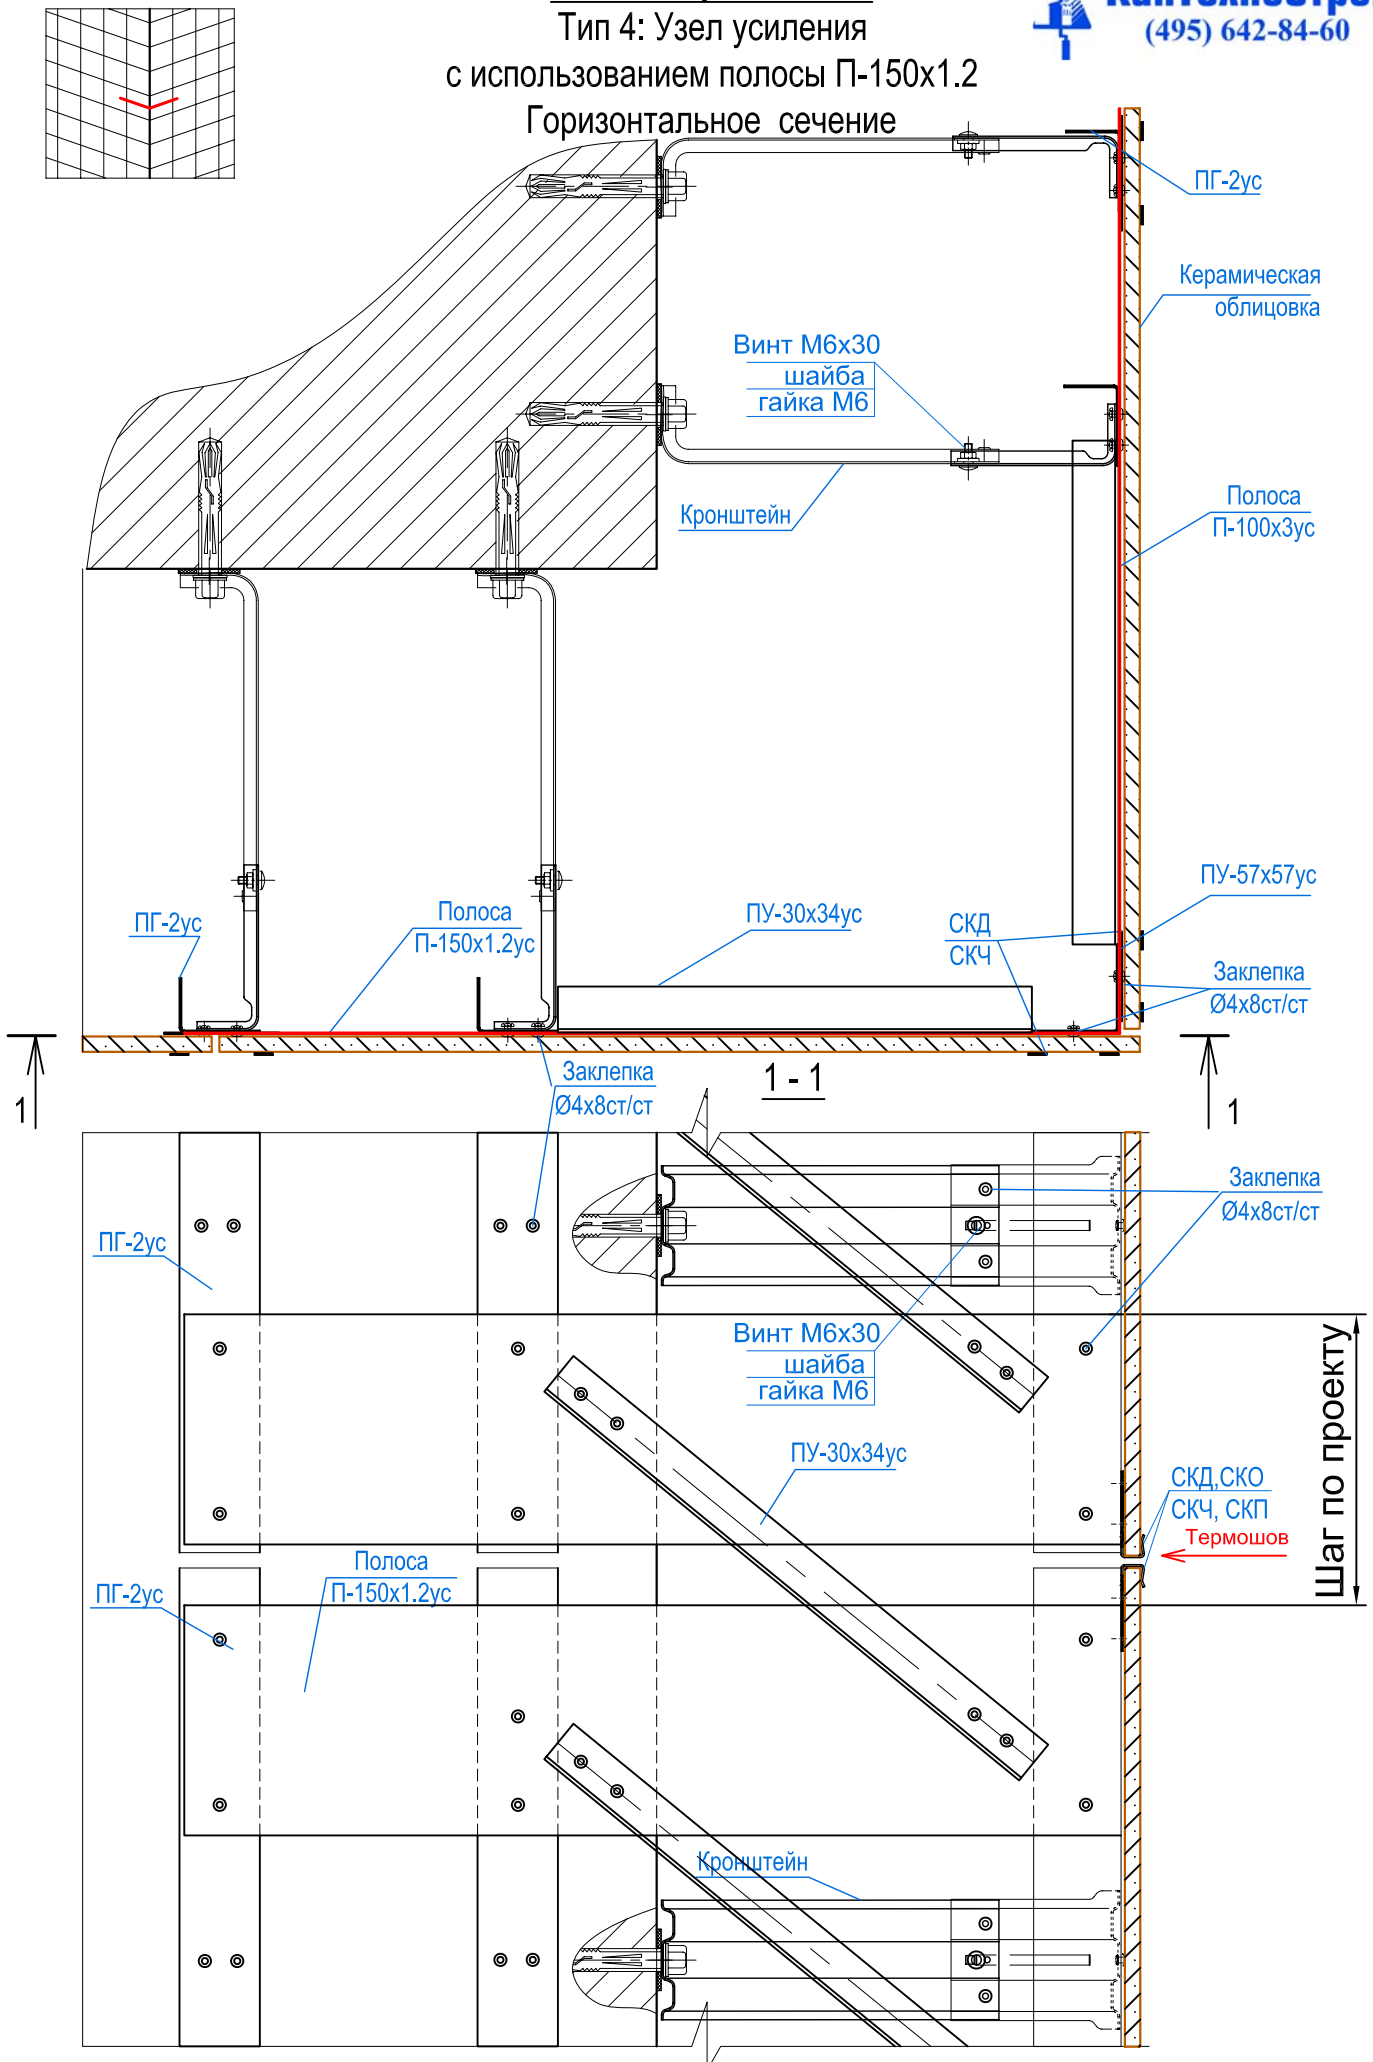 (495) 642-84-60
Тип 4: Узел усиления
с использованием полосы П-150х1.2
Горизонтальное сечение
ПГ-2ус
Керамическая
облицовка
Винт М6х30
шайба
гайка М6
Кронштейн
Полоса
П-100х3ус
ПУ-57х57ус
ПГ-2ус
Полоса
П-150х1.2ус
ПУ-30х34ус
СКД
СКЧ
Заклепка
Ø4х8ст/ст
1
1 - 1
1
Заклепка
Ø4х8ст/ст
Заклепка
Ø4х8ст/ст
ПГ-2ус
Винт М6х30
шайба
гайка М6
Шаг по проекту
ПУ-30х34ус
СКД,СКО
СКЧ, СКП
Термошов
Полоса
П-150х1.2ус
ПГ-2ус
Кронштейн